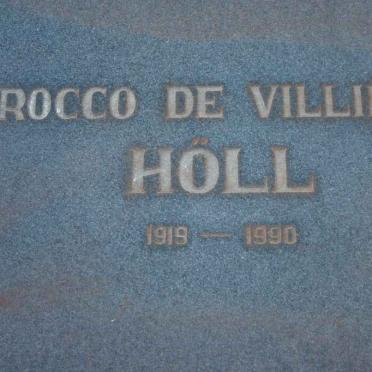 ROCCO DE VILLI
HÖLL
1919 — 1990